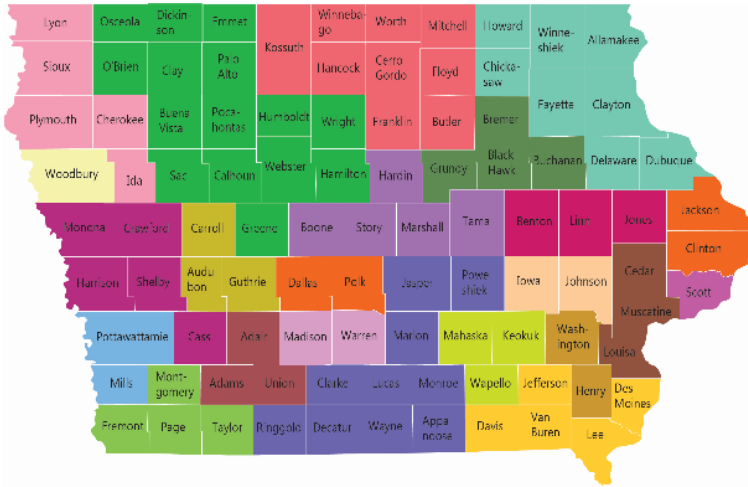 Lyon
Osceola
Dickin-
son
Emmet
Kossuth
Winneba-
go
Worth
Mitchell
Howard
Winne-
shiek
Allamakee
Sioux
O'Brien
Clay
Palo
Alto
Hancock
Cerro
Gordo
Floyd
Chicka-
saw
Plymouth
Cherokee
Buena
Vista
Poca-
hontas
Humboldt
Wright
Franklin
Butler
Bremer
Fayette
Clayton
Woodbury
Ida
Sac
Calhoun
Webster
Hamilton
Hardin
Grundy
Black
Hawk
Buchanan
Delaware
Dubuque
Monona
Crawford
Carroll
Greene
Boone
Story
Marshall
Tama
Benton
Linn
Jones
Jackson
Clinton
Harrison
Shelby
Audu
bon
Guthrie
Dallas
Polk
Jasper
Powe
shiek
Iowa
Johnson
Cedar
Scott
Muscatine
Pottawattamie
Cass
Adair
Madison
Warren
Marion
Mahaska
Keokuk
Wash-
ington
Louisa
Mills
Mont-
gomery
Adams
Union
Clarke
Lucas
Monroe
Wapello
Jefferson
Henry
Des
Moines
Fremont
Page
Taylor
Ringgold
Decatur
Wayne
Appa
noose
Davis
Van
Buren
Lee